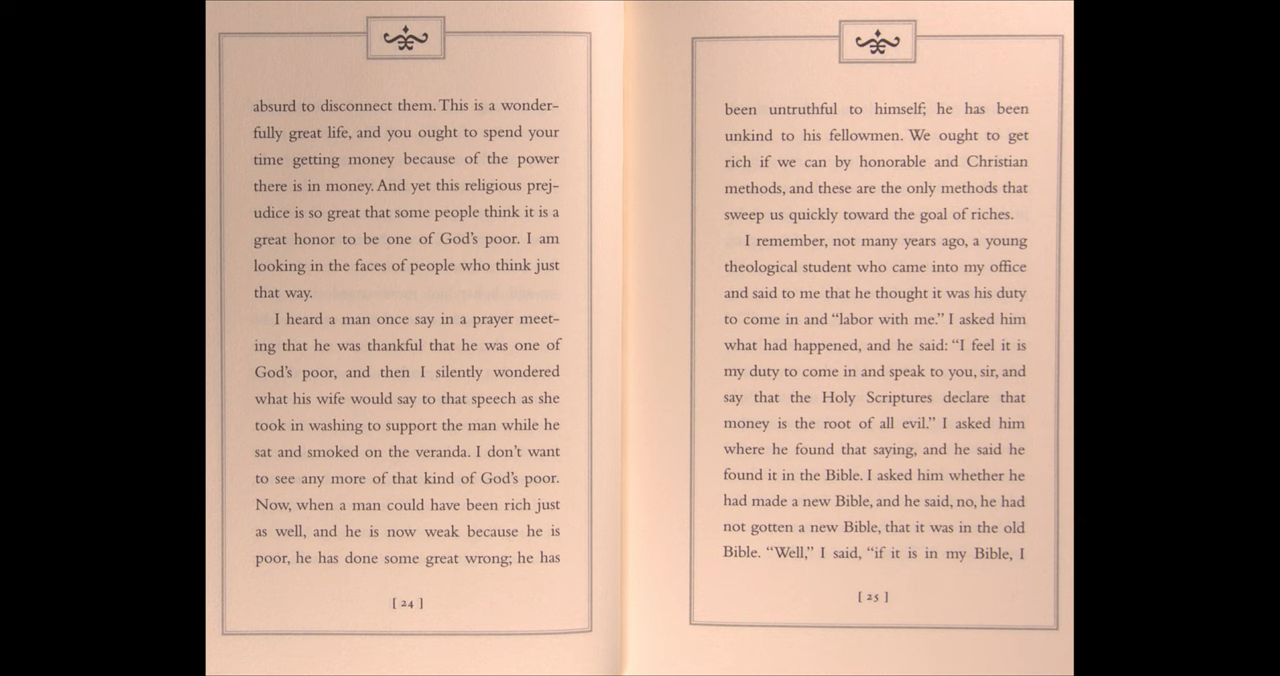 absurd to disconnect them. This is a wonder-
fully great life, and you ought to spend your
time getting money because of the power
there is in money. And yet this religious prej-
udice is so great that some people think it is a
great honor to be one of God's poor. I am
looking in the faces of people who think just
that way.
I heard a man once say in a prayer meet-
ing that he was thankful that he was one of
God's poor, and then I silently wondered
what his wife would say to that speech as she
took in washing to support the man while he
sat and smoked on the veranda. I don't want
to see any more of that kind of God's poor.
Now, when a man could have been rich just
as well, and he is now weak because he is
poor, he has done some great wrong; he has
[ 24 ]
been untruthful to himself; he has been
unkind to his fellowmen. We ought to get
rich if we can by honorable and Christian
methods, and these are the only methods that
sweep us quickly toward the goal of riches.
I remember, not many years ago, a young
theological student who came into my office
and said to me that he thought it was his duty
to come in and “labor with me.” I asked him
what had happened, and he said: “I feel it is
my duty to come in and speak to you, sir, and
say that the Holy Scriptures declare that
money is the root of all evil.” I asked him
where he found that saying, and he said he
found it in the Bible. I asked him whether he
had made a new Bible, and he said, no, he had
not gotten a new Bible, that it was in the old
Bible. “Well,” I said, “if it is in my Bible, I
[ 25 ]